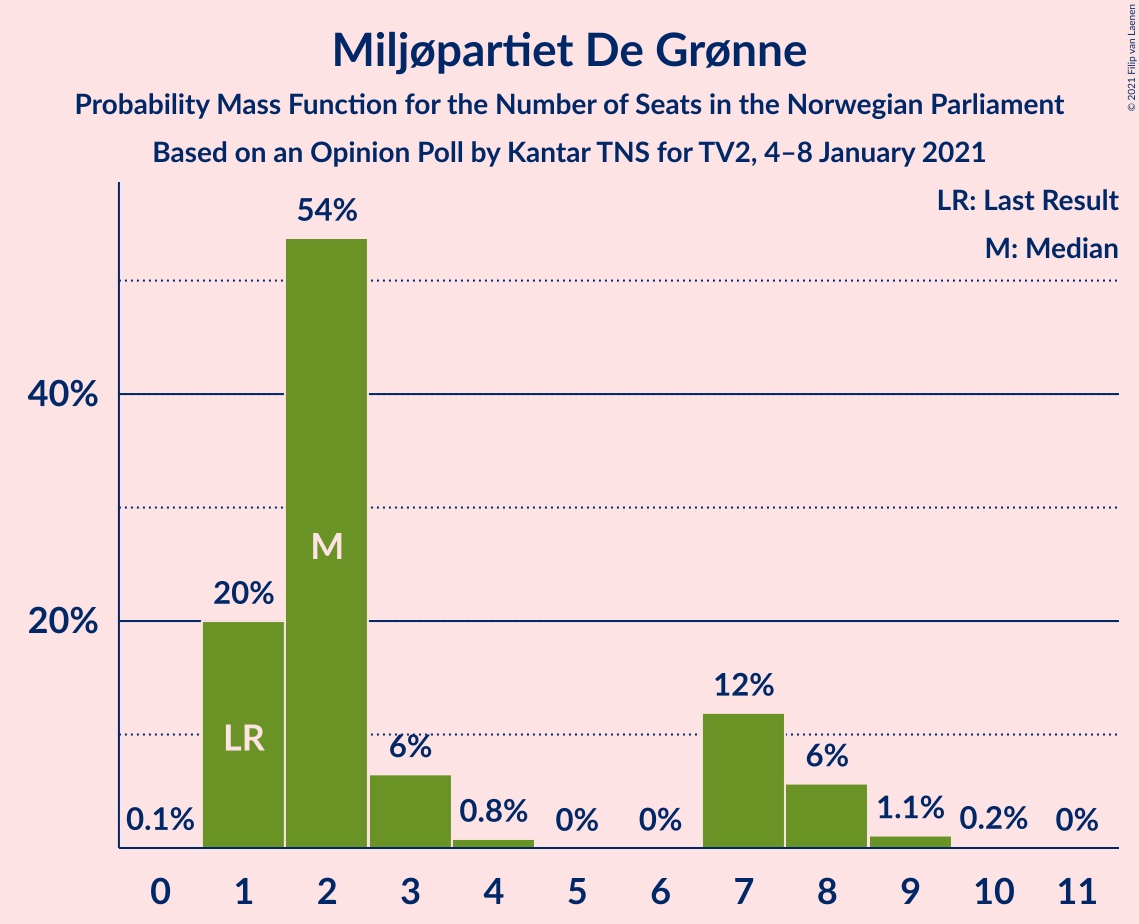 Miljøpartiet De Grønne
Probability Mass Function for the Number of Seats in the Norwegian Parliament
Based on an Opinion Poll by Kantar TNS for TV2, 4–8 January 2021
© 2021 Filip van Laenen
LR: Last Result
M: Median
54%
40%
M
20%
20%
LR
12%
6%
6%
0.1%
0.8%
0%
0%
1.1%
0.2%
0%
0 1 2 3 4 5 6 7 8 9 10 11